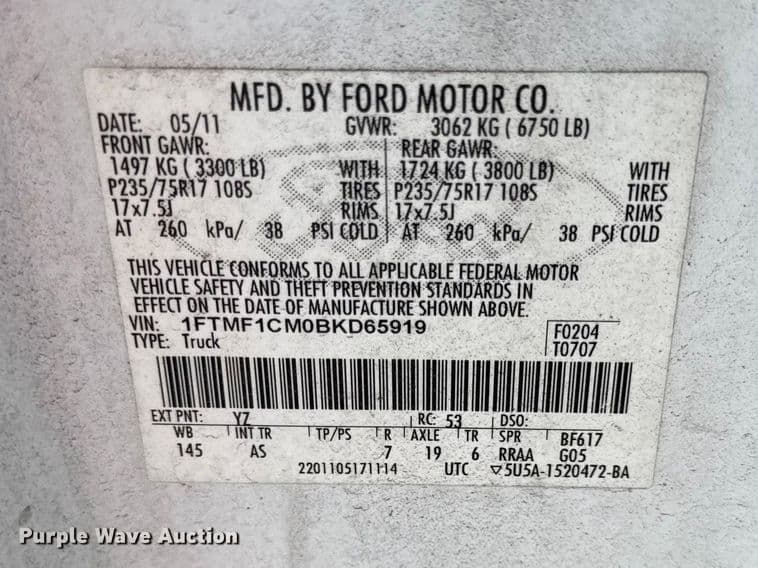 MFD. BY FORD MOTOR CO.
DATE: 05/11 GVWR: 3062 KG ( 6750 LB)
FRONT GAWR: REAR GAWR:
1497 KG ( 3300 LB) WITH 1724 KG ( 3800 LB) WITH
P235/75R17 108S TIRES P235/75R17 108S TIRES
17x7.5J RIMS 17x7.5J RIMS
AT 260 kPa/ 38 PSI COLD AT 260 kPa/ 38 PSI COLD
THIS VEHICLE CONFORMS TO ALL APPLICABLE FEDERAL MOTOR
VEHICLE SAFETY AND THEFT PREVENTION STANDARDS IN
EFFECT ON THE DATE OF MANUFACTURE SHOWN ABOVE.
VIN: 1FTMF1CM0BKD65919 F0204
TYPE: Truck T0707
EXT PNT: YZ RC: 53 DSO:
WB INT TR TP/PS R AXLE TR SPR BF617
145 AS 7 19 6 RRAA G05
2201105171114 UTC ▽5U5A-1520472-BA
Purple Wave Auction